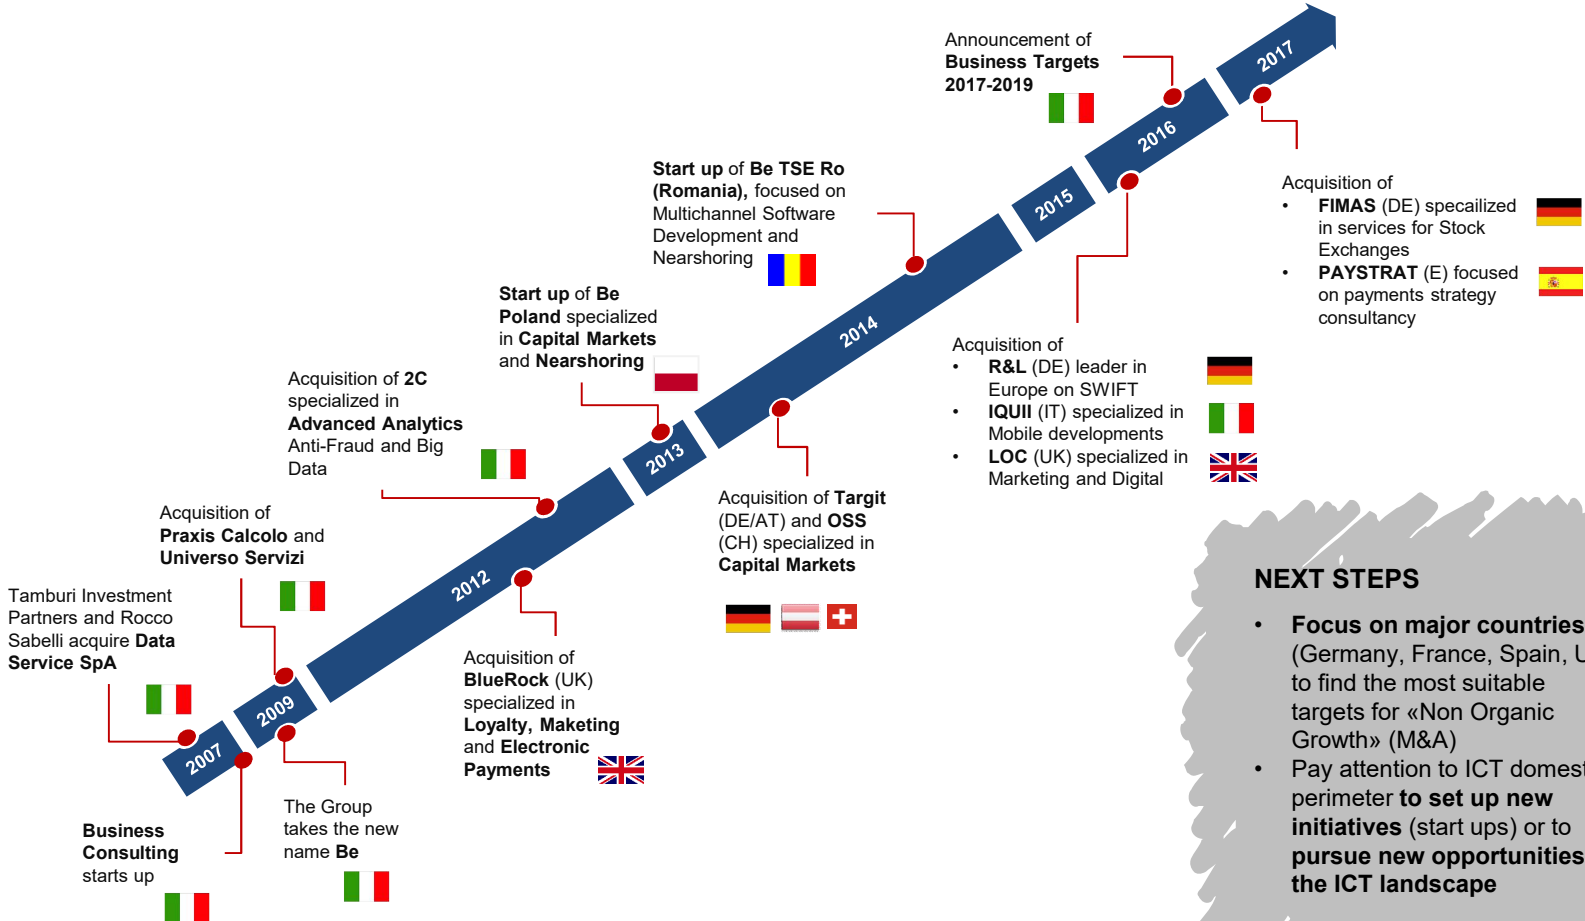 Announcement of
Business Targets
2017-2019
2017
2016
2015
2014
2013
2012
2009
2007
Start up of Be TSE Ro
(Romania), focused on
Multichannel Software
Development and
Nearshoring
Start up of Be
Poland specialized
in Capital Markets
and Nearshoring
Acquisition of 2C
specialized in
Advanced Analytics
Anti-Fraud and Big
Data
Acquisition of
Praxis Calcolo and
Universo Servizi
Tamburi Investment
Partners and Rocco
Sabelli acquire Data
Service SpA
Business
Consulting
starts up
The Group
takes the new
name Be
Acquisition of
BlueRock (UK)
specialized in
Loyalty, Maketing
and Electronic
Payments
Acquisition of Targit
(DE/AT) and OSS
(CH) specialized in
Capital Markets
Acquisition of
• R&L (DE) leader in
Europe on SWIFT
• IQUII (IT) specialized in
Mobile developments
• LOC (UK) specialized in
Marketing and Digital
Acquisition of
• FIMAS (DE) specailized
in services for Stock
Exchanges
• PAYSTRAT (E) focused
on payments strategy
consultancy
NEXT STEPS
• Focus on major countries
(Germany, France, Spain,
to find the most suitable
targets for «Non Organic
Growth» (M&A)
• Pay attention to ICT
perimeter to set up new
initiatives (start ups) or to
pursue new opportunities
the ICT landscape